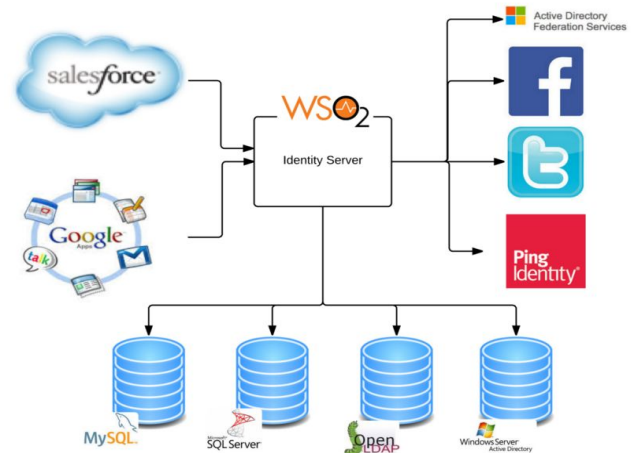 Active Directory
Federation Services
salesforce
WSO2
Identity Server
Google
Apps
talk
Ping
Identity
MySQL
Microsoft
SQL Server
Open
LDAP
Windows Server
Active Directory